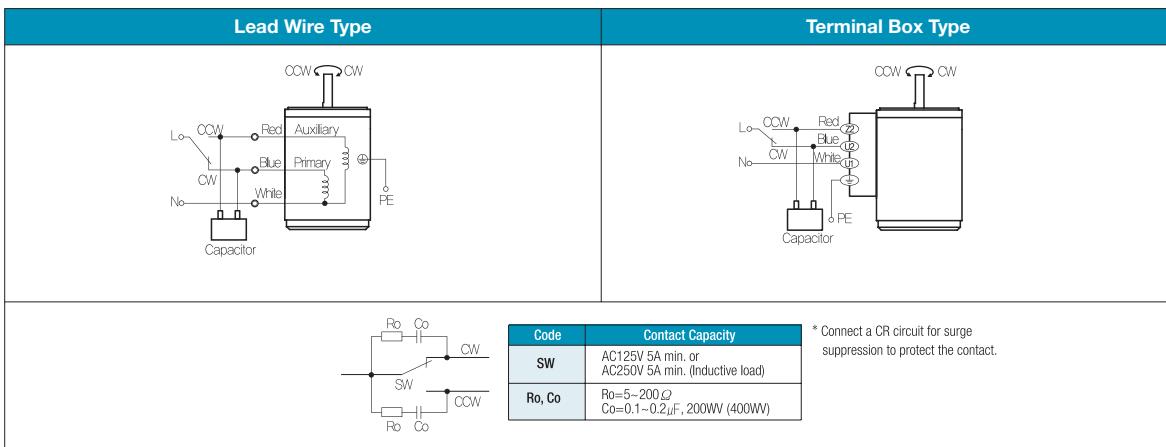 Lead Wire Type
Terminal Box Type
CCW CW
L CCW Red Auxilliary
Blue Primary
CW
White
N
PE
Capacitor
CCW CW
L CCW Red Z2
Blue U2
CW White U1
N
PE
Capacitor
Ro Co
CW
SW
CCW
Ro Co
Code Contact Capacity
SW AC125V 5A min. or
AC250V 5A min. (Inductive load)
Ro, Co Ro=5~200Ω
Co=0.1~0.2μF, 200WV (400WV)
* Connect a CR circuit for surge
suppression to protect the contact.